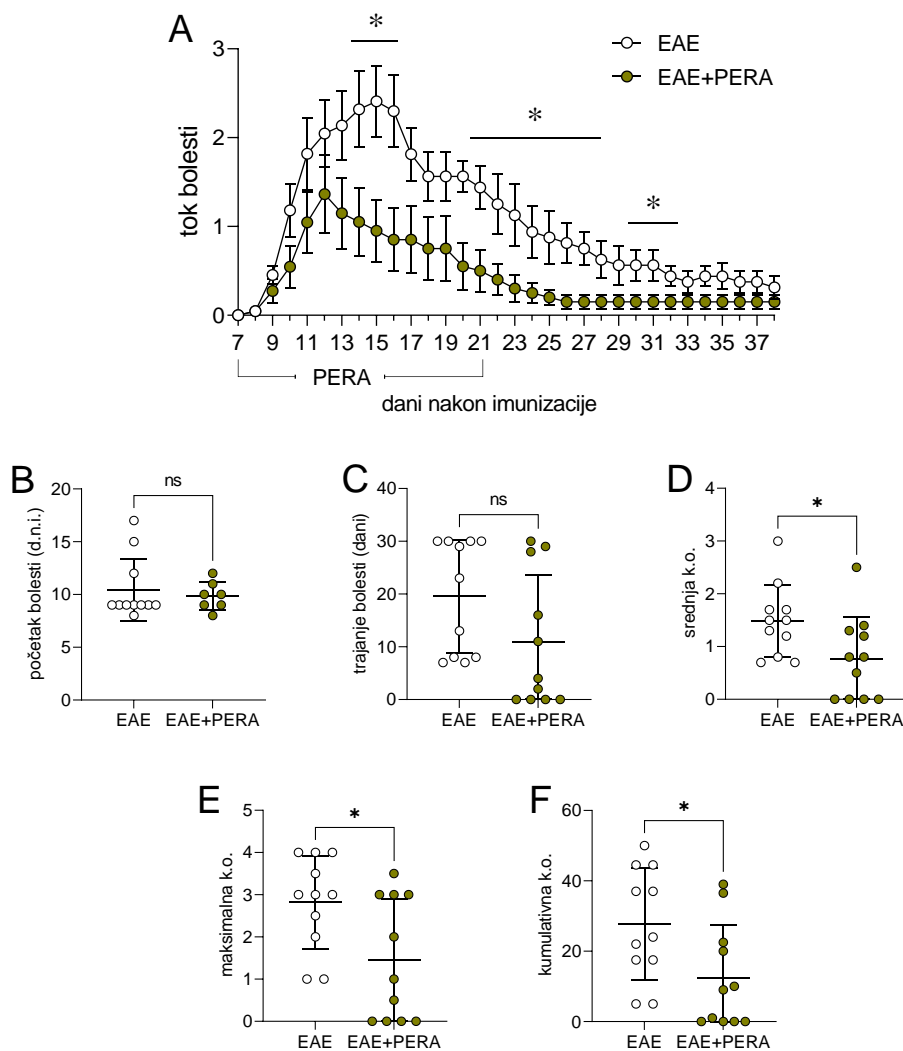 A
*
*
*
EAE
EAE+PERA
tok bolesti
3
2
1
0
7 9 11 13 15 17 19 21 23 25 27 29 31 33 35 37
PERA
dani nakon imunizacije
B
ns
početak bolesti (d.n.i.)
20
15
10
5
0
EAE EAE+PERA
C
ns
trajanje bolesti (dani)
40
30
20
10
0
EAE EAE+PERA
D
*
srednja k.o.
4
3
2
1
0
EAE EAE+PERA
E
*
maksimalna k.o.
5
4
3
2
1
0
EAE EAE+PERA
F
*
kumulativna k.o.
60
40
20
0
EAE EAE+PERA